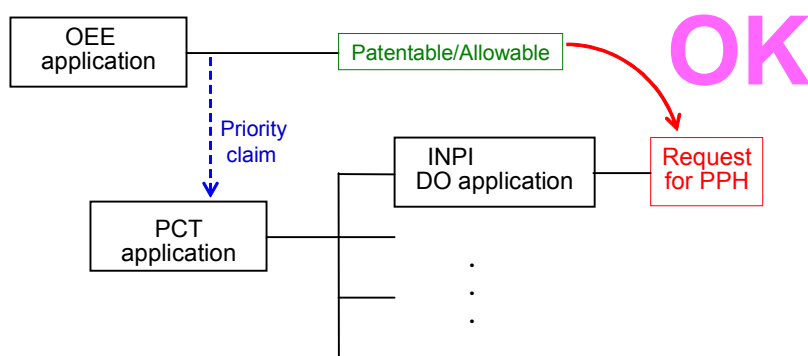 OEE
application
Patentable/Allowable
OK
Priority
claim
INPI
DO application
Request
for PPH
PCT
application